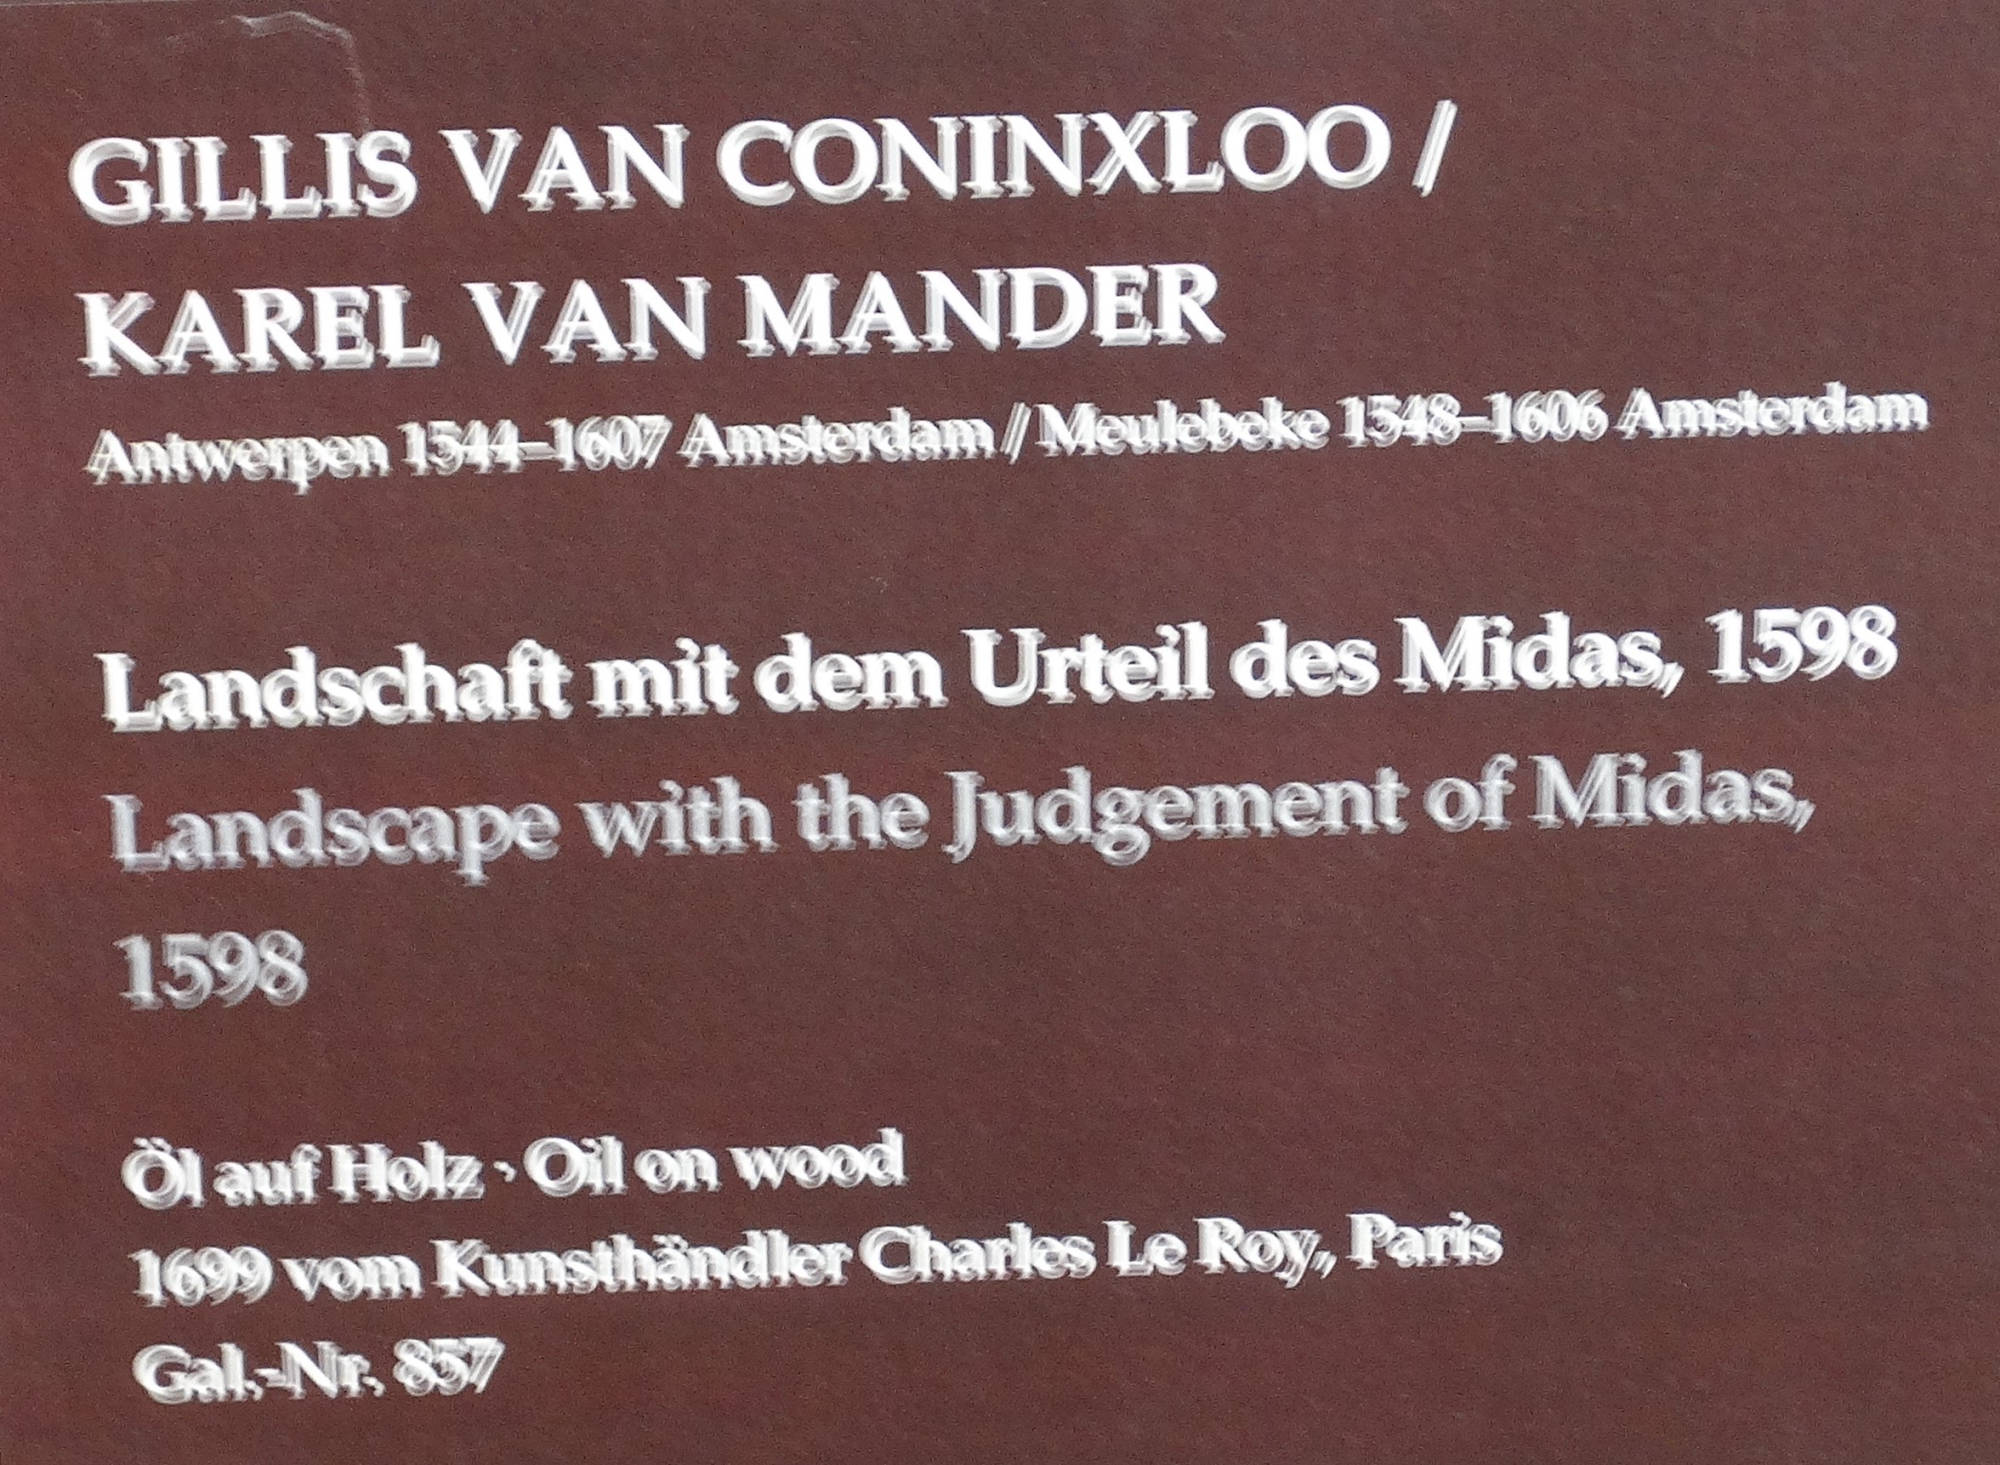 GILLIS VAN CONINXLOO /
KAREL VAN MANDER
Antwerpen 1544–1607 Amsterdam / Meulebeke 1548–1606 Amsterdam
Landschaft mit dem Urteil des Midas, 1598
Landscape with the Judgement of Midas,
1598
Öl auf Holz · Oil on wood
1699 vom Kunsthändler Charles Le Roy, Paris
Gal.-Nr. 857